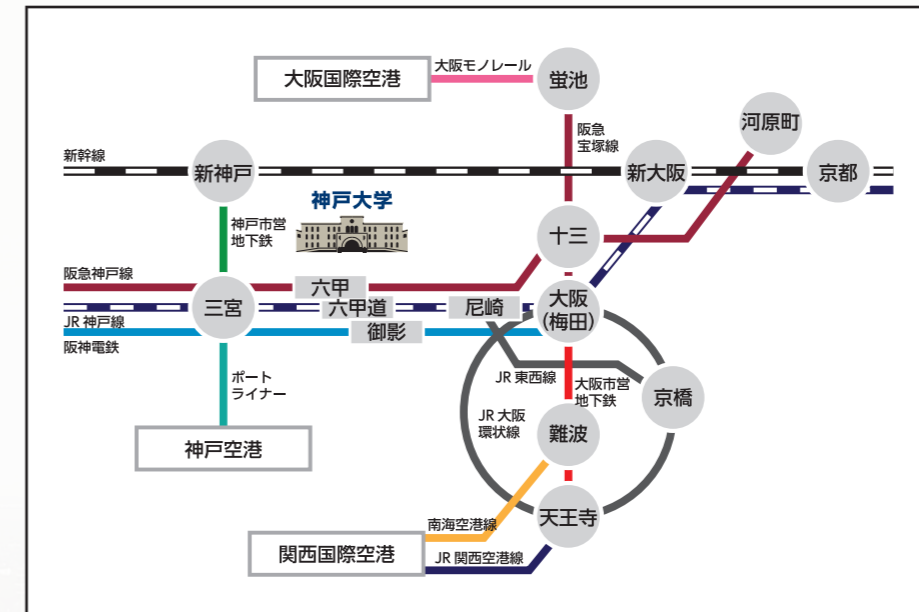 大阪国際空港
大阪モノレール
蛍池
阪急
宝塚線
河原町
新幹線
新神戸
新大阪
京都
神戸大学
神戸市営
地下鉄
十三
阪急神戸線
六甲
三宮
六甲道
尼崎
大阪
(梅田)
JR 神戸線
御影
阪神電鉄
ポート
ライナー
JR 東西線
大阪市営
地下鉄
京橋
JR 大阪
環状線
難波
神戸空港
天王寺
南海空港線
関西国際空港
JR 関西空港線